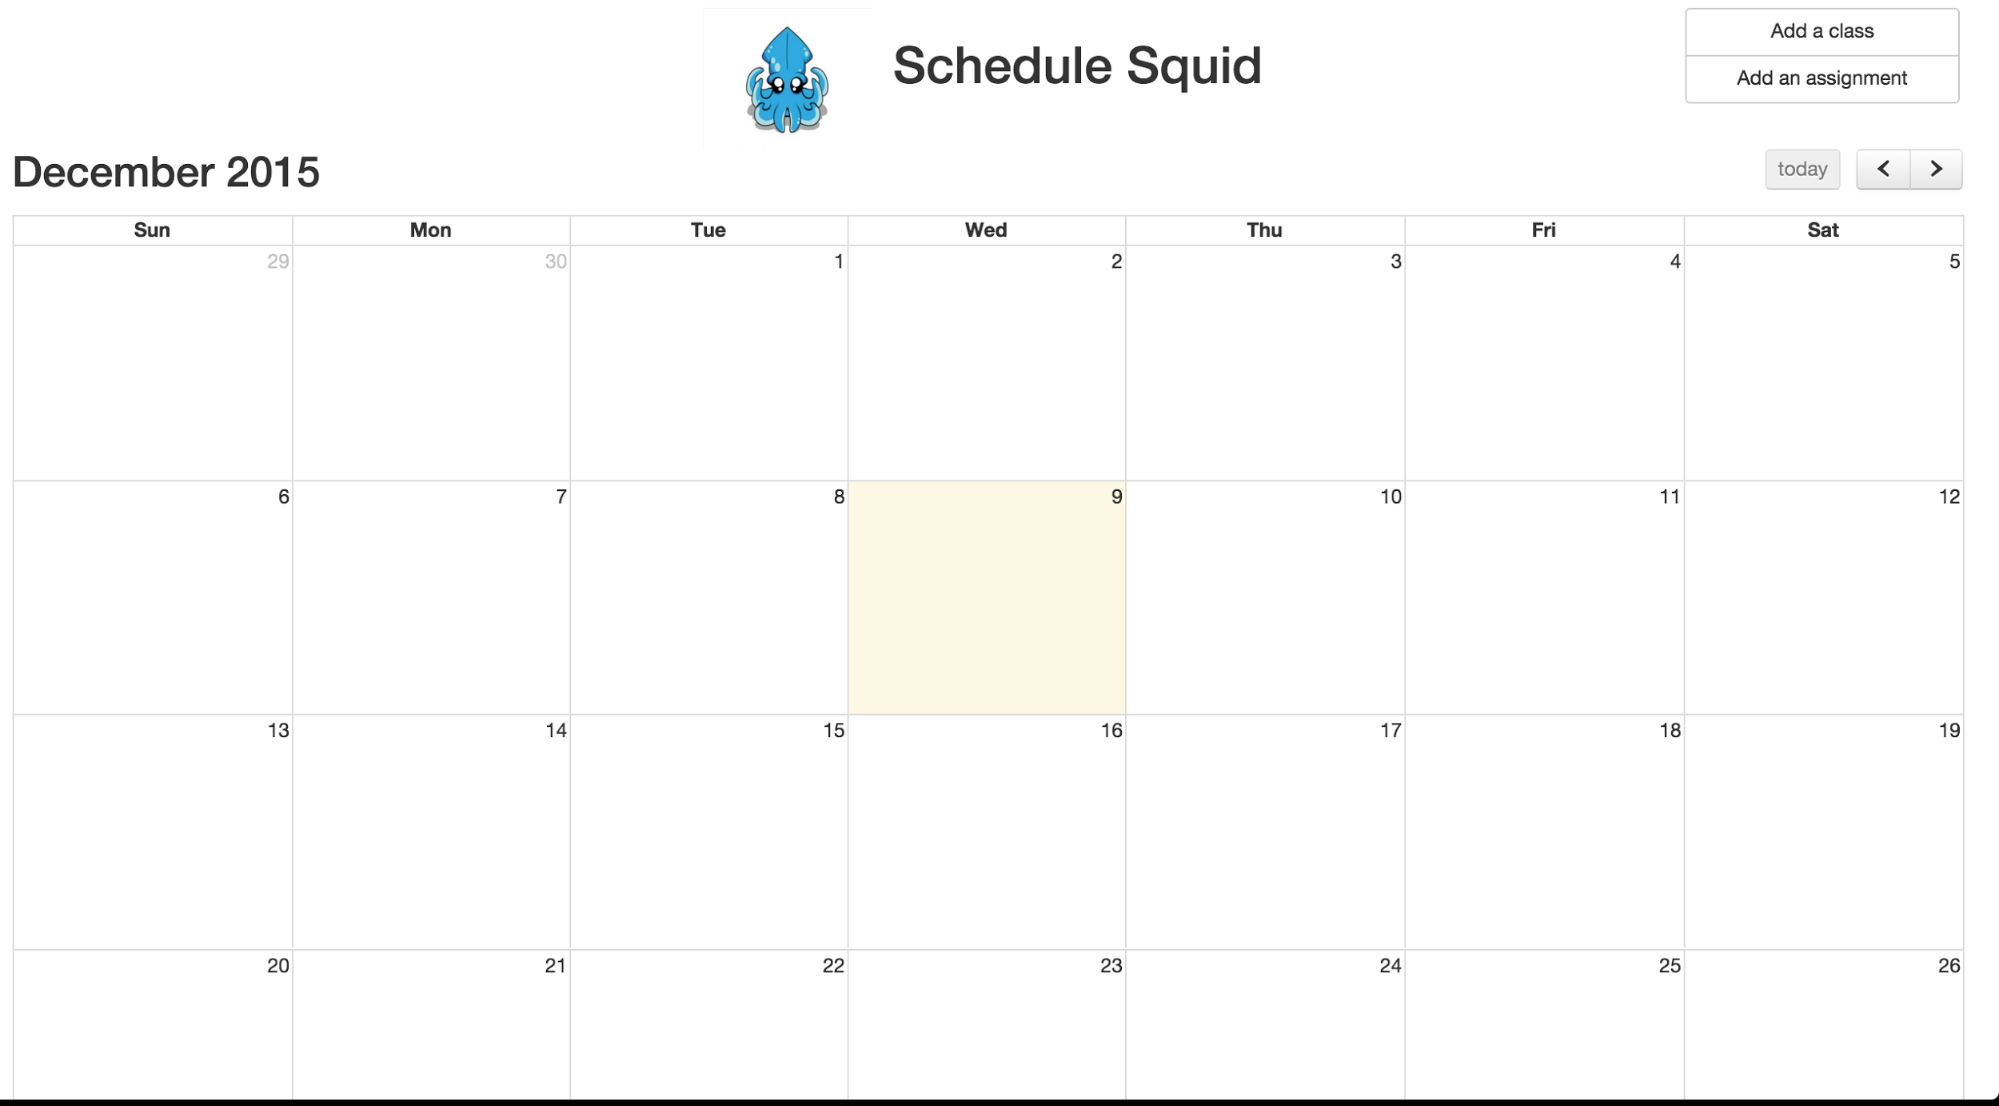 Add a class
Schedule Squid
Add an assignment
December 2015
today
Sun Mon Tue Wed Thu Fri Sat
29 30 1 2 3 4 5
6 7 8 9 10 11 12
13 14 15 16 17 18 19
20 21 22 23 24 25 26